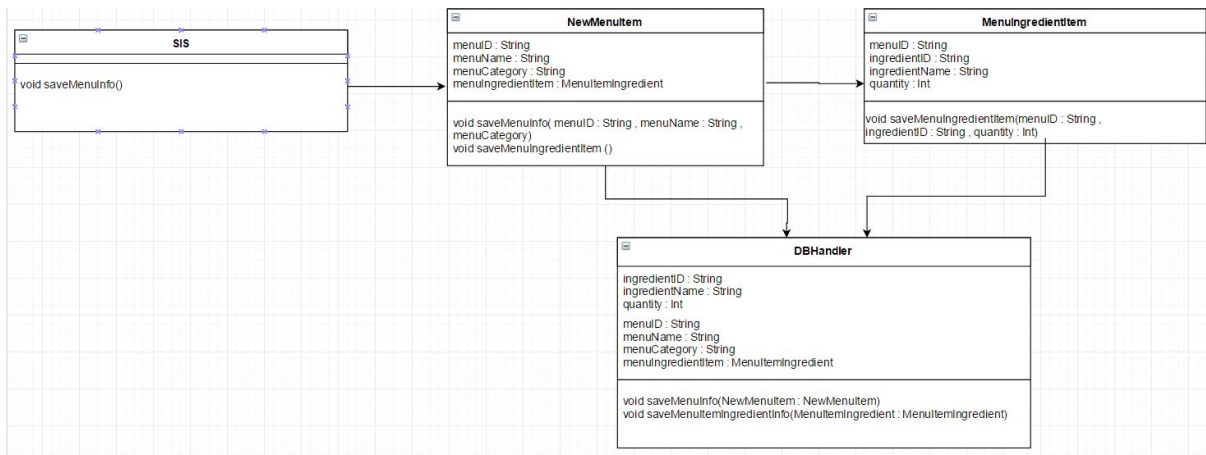 SIS
void saveMenuInfo()
NewMenuItem
menuID : String
menuName : String
menuCategory : String
menuIngredientItem : MenuItemIngredient
void saveMenuInfo( menuID : String , menuName : String ,
menuCategory)
void saveMenuIngredientItem ()
MenuIngredientItem
menuID : String
ingredientID : String
ingredientName : String
quantity : Int
void saveMenuIngredientItem(menuID : String ,
ingredientID : String , quantity : Int)
DBHandler
ingredientID : String
ingredientName : String
quantity : Int
menuID : String
menuName : String
menuCategory : String
menuIngredientItem : MenuItemIngredient
void saveMenuInfo(NewMenuItem : NewMenuItem)
void saveMenuItemIngredientInfo(MenuItemIngredient : MenuItemIngredient)